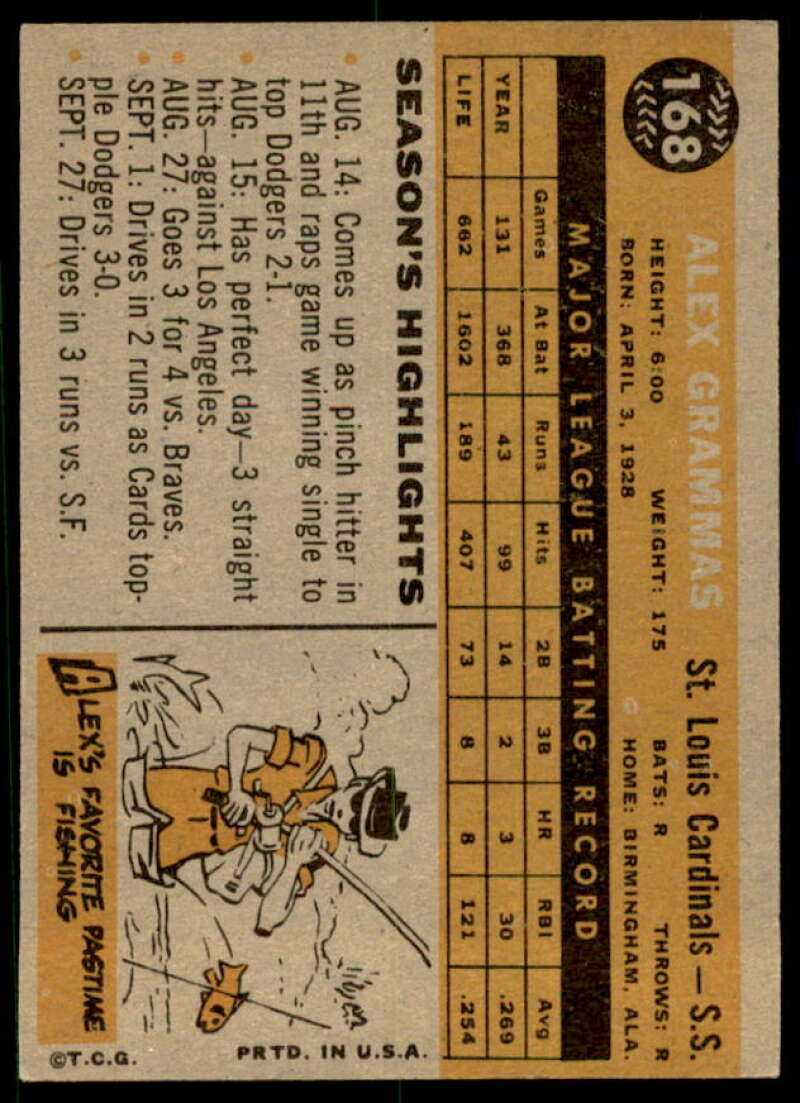 168
ALEX GRAMMAS St. Louis Cardinals — S.S.
HEIGHT: 6:00 WEIGHT: 175 BATS: R THROWS: R
BORN: APRIL 3, 1928 HOME: BIRMINGHAM, ALA.
MAJOR LEAGUE BATTING RECORD
Games At Bat Runs Hits 2B 3B HR RBI Avg
YEAR 131 368 43 99 14 2 3 30 .269
LIFE 662 1602 189 407 73 8 8 121 .254
SEASON'S HIGHLIGHTS
• AUG. 14: Comes up as pinch hitter in
11th and raps game winning single to
top Dodgers 2-1.
• AUG. 15: Has perfect day—3 straight
hits—against Los Angeles.
• AUG. 27: Goes 3 for 4 vs. Braves.
• SEPT. 1: Drives in 2 runs as Cards top-
ple Dodgers 3-0.
• SEPT. 27: Drives in 3 runs vs. S.F.
ALEX'S FAVORITE PASTIME
IS FISHING
©T.C.G. PRTD. IN U.S.A.